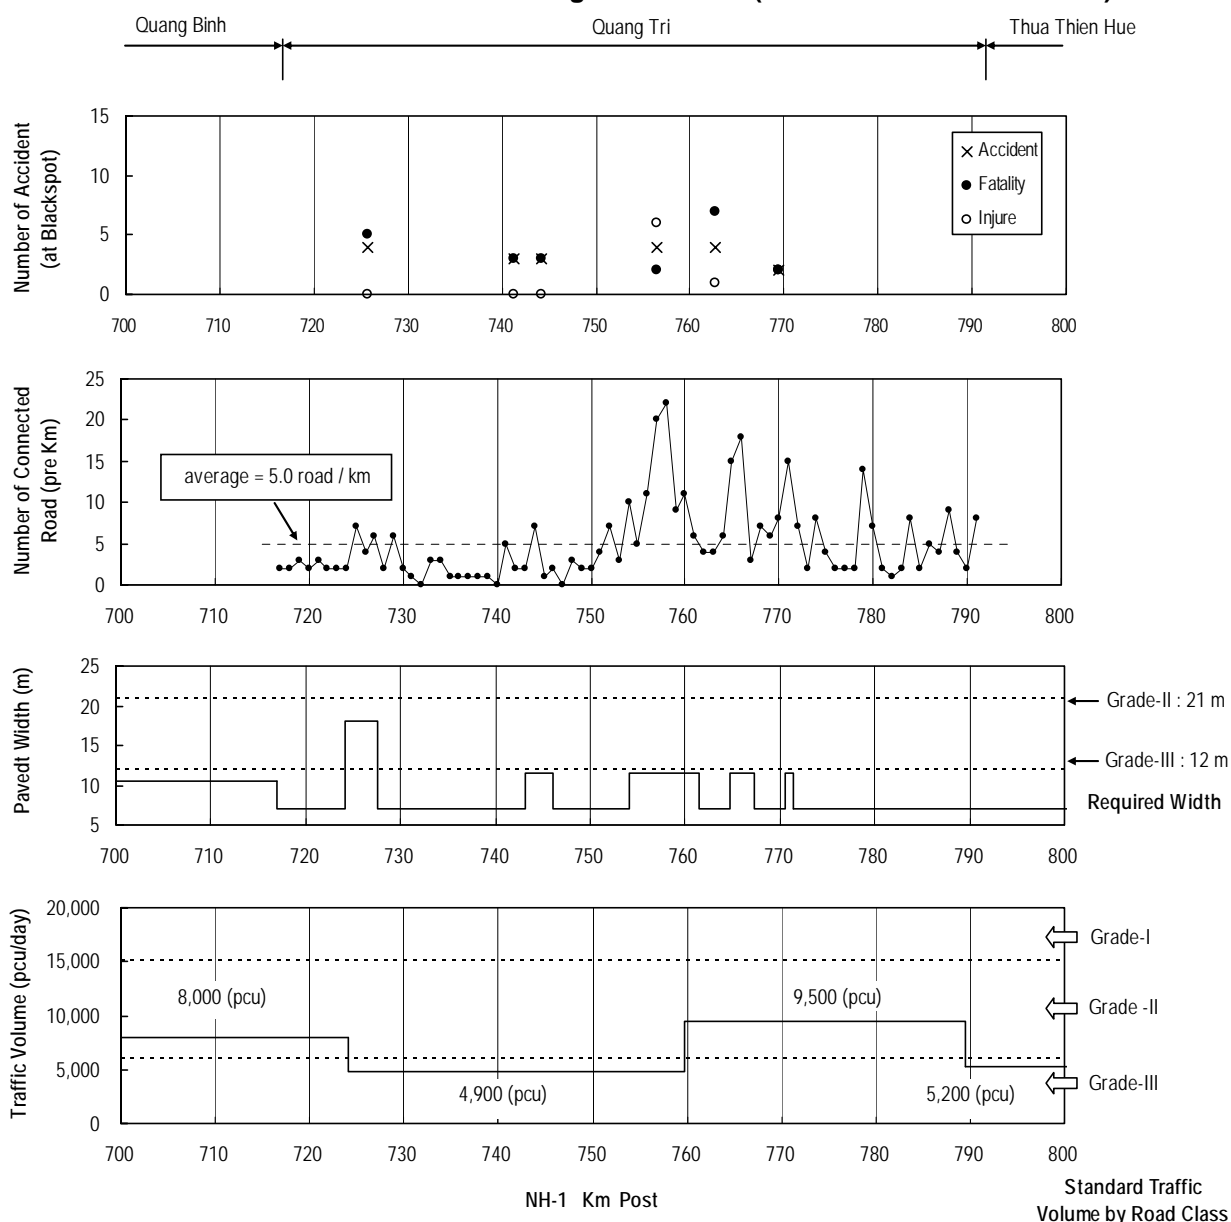 Quang Binh
Quang Tri
Thua Thien Hue
Number of Accident
(at Blackspot)
15
10
5
0
Accident
Fatality
Injure
700 710 720 730 740 750 760 770 780 790 800
Number of Connected
Road (pre Km)
25
20
15
10
5
0
average = 5.0 road / km
700 710 720 730 740 750 760 770 780 790 800
Pavedt Width (m)
25
20
15
10
5
Grade-II : 21 m
Grade-III : 12 m
Required Width
700 710 720 730 740 750 760 770 780 790 800
Traffic Volume (pcu/day)
20,000
15,000
10,000
5,000
0
8,000 (pcu)
4,900 (pcu)
9,500 (pcu)
5,200 (pcu)
Grade-I
Grade -II
Grade-III
700 710 720 730 740 750 760 770 780 790 800
NH-1 Km Post
Standard Traffic
Volume by Road Class